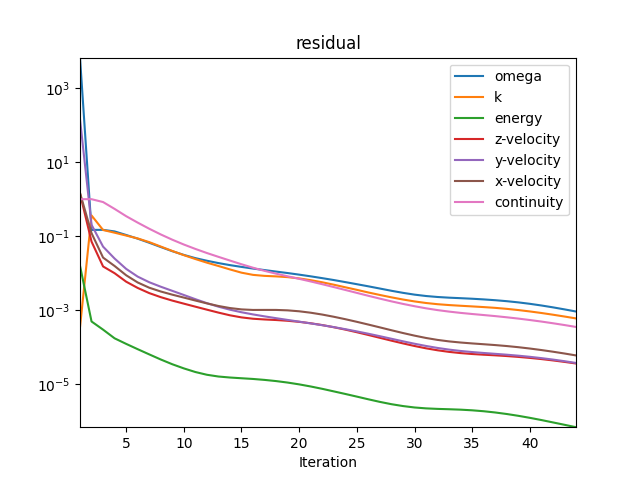 residual
10³
10¹
10⁻¹
10⁻³
10⁻⁵
omega
k
energy
z-velocity
y-velocity
x-velocity
continuity
5 10 15 20 25 30 35 40
Iteration